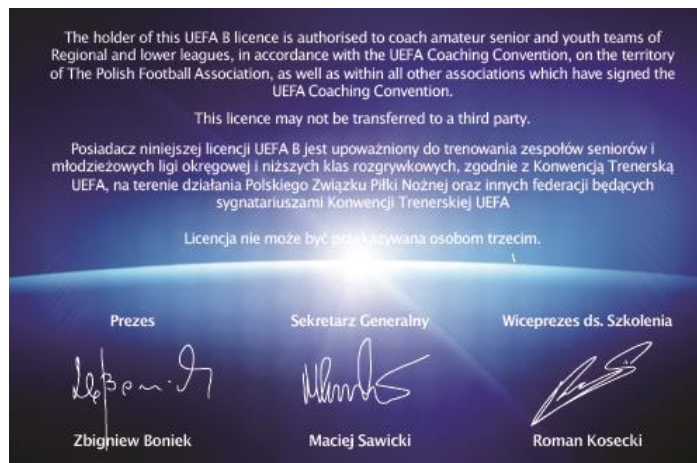 The holder of this UEFA B licence is authorised to coach amateur senior and youth teams of
Regional and lower leagues, in accordance with the UEFA Coaching Convention, on the territory
of The Polish Football Association, as well as within all other associations which have signed the
UEFA Coaching Convention.
This licence may not be transferred to a third party.
Posiadacz niniejszej licencji UEFA B jest upoważniony do trenowania zespołów seniorów i
młodzieżowych ligi okręgowej i niższych klas rozgrywkowych, zgodnie z Konwencją Trenerską
UEFA, na terenie działania Polskiego Związku Piłki Nożnej oraz innych federacji będących
sygnatariuszami Konwencji Trenerskiej UEFA
Licencja nie może być przekazywana osobom trzecim.
Prezes Sekretarz Generalny Wiceprezes ds. Szkolenia
Zbigniew Boniek Maciej Sawicki Roman Kosecki